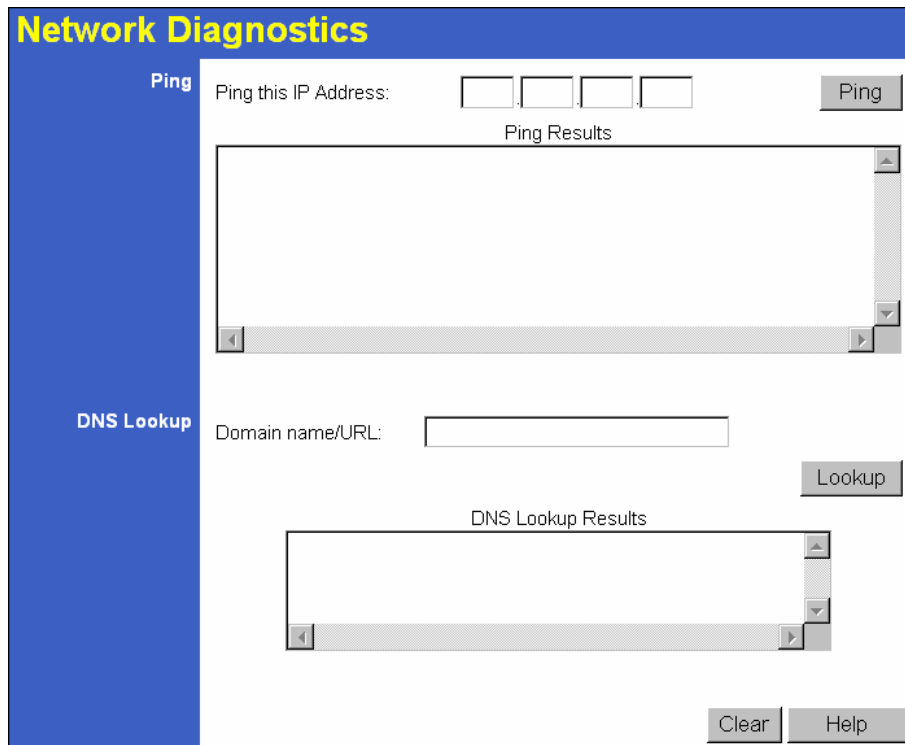 Network Diagnostics
Ping
Ping this IP Address: . . .
Ping
Ping Results
DNS Lookup
Domain name/URL:
Lookup
DNS Lookup Results
Clear
Help